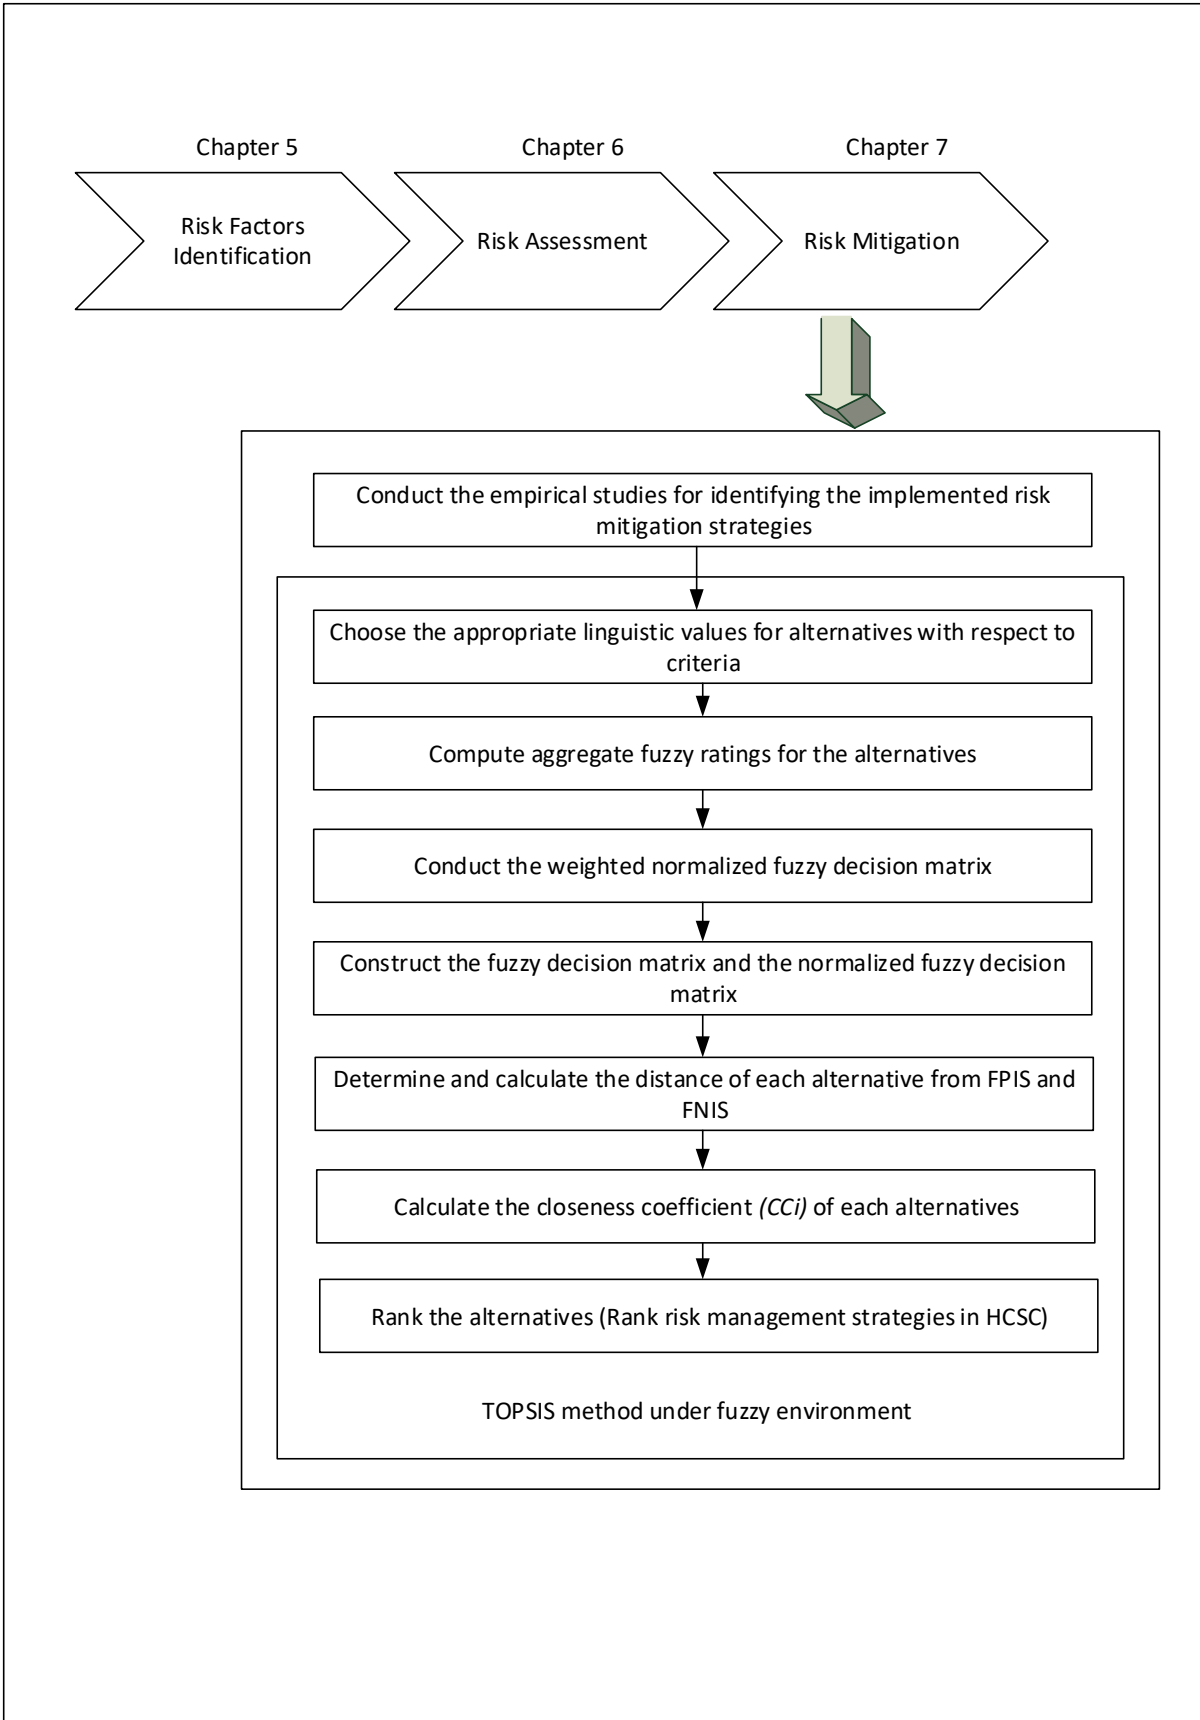 Chapter 5
Chapter 6
Chapter 7
Risk Factors
Identification
Risk Assessment
Risk Mitigation
Conduct the empirical studies for identifying the implemented risk
mitigation strategies
Choose the appropriate linguistic values for alternatives with respect to
criteria
Compute aggregate fuzzy ratings for the alternatives
Conduct the weighted normalized fuzzy decision matrix
Construct the fuzzy decision matrix and the normalized fuzzy decision
matrix
Determine and calculate the distance of each alternative from FPIS and
FNIS
Calculate the closeness coefficient (CCi) of each alternatives
Rank the alternatives (Rank risk management strategies in HCSC)
TOPSIS method under fuzzy environment